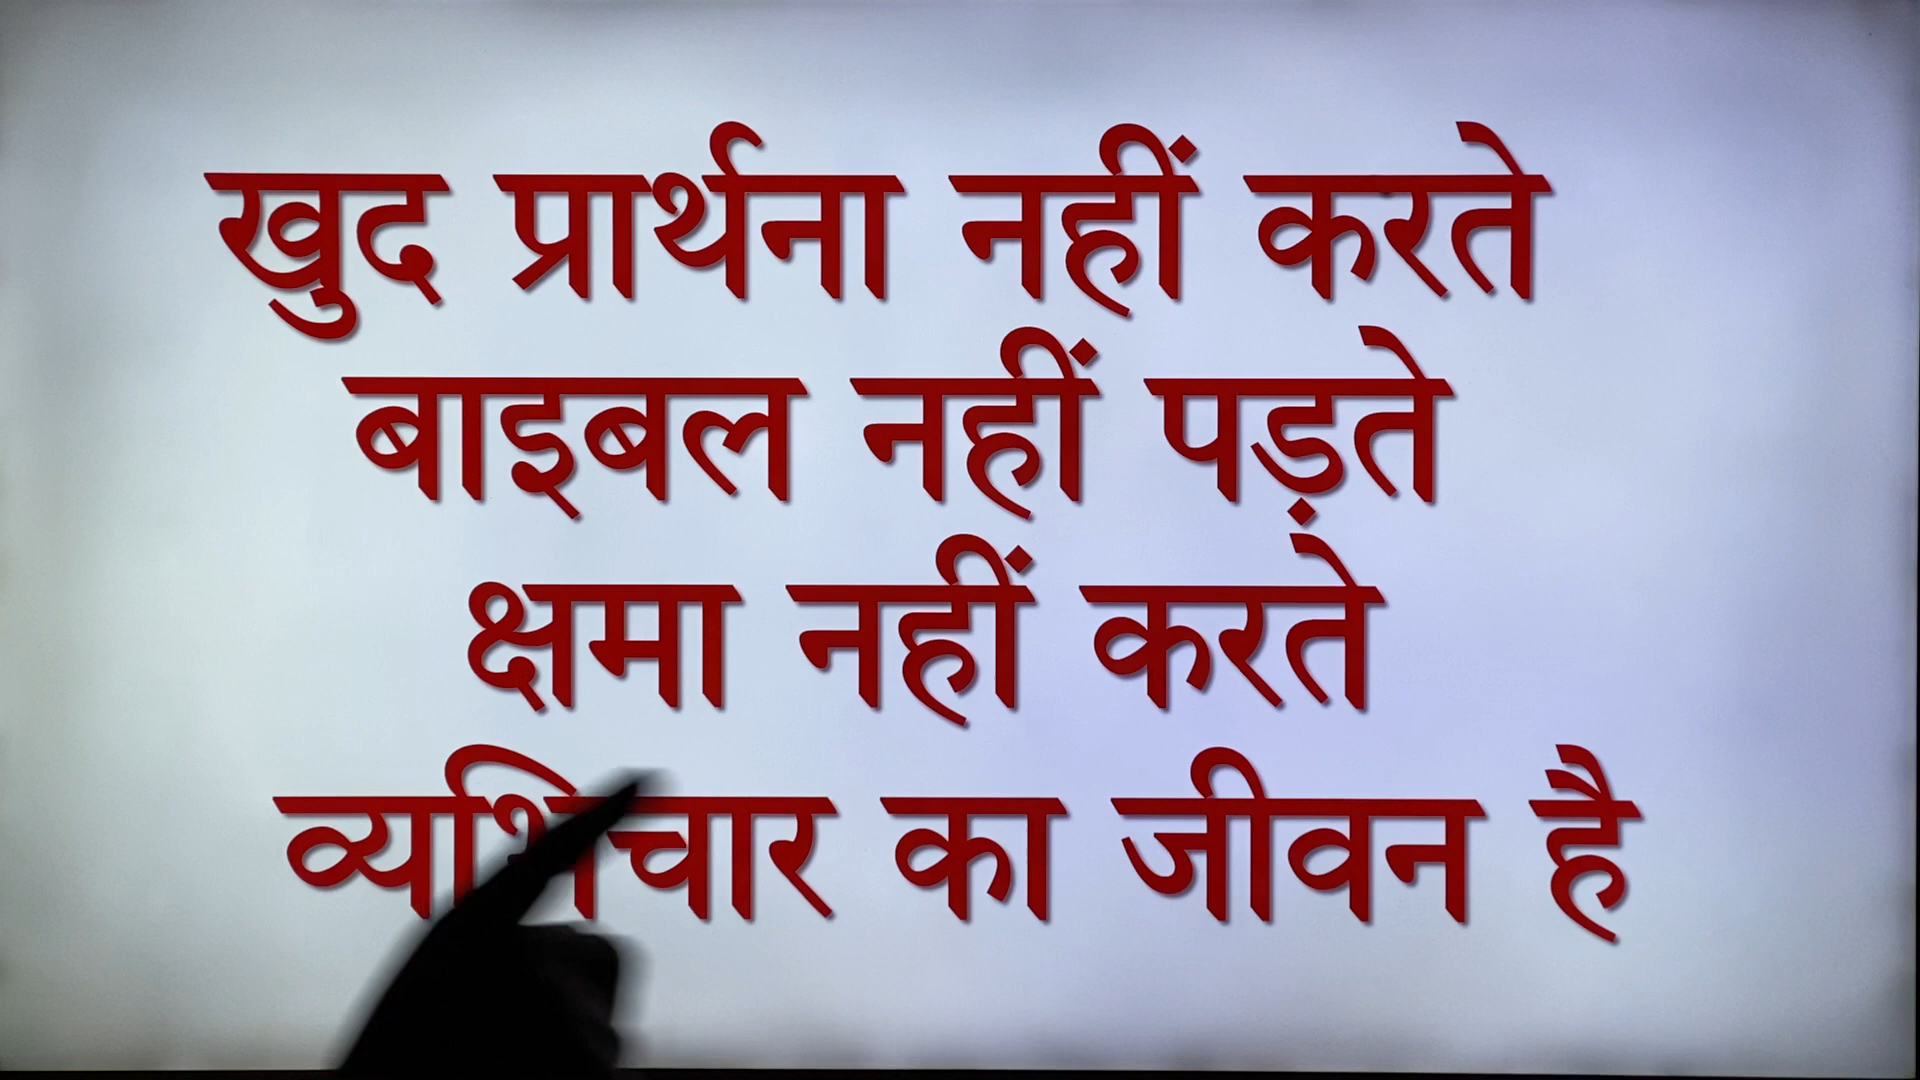 खुद प्रार्थना नहीं करते
बाइबल नहीं पड़ते
क्षमा नहीं करते
व्यभिचार का जीवन है